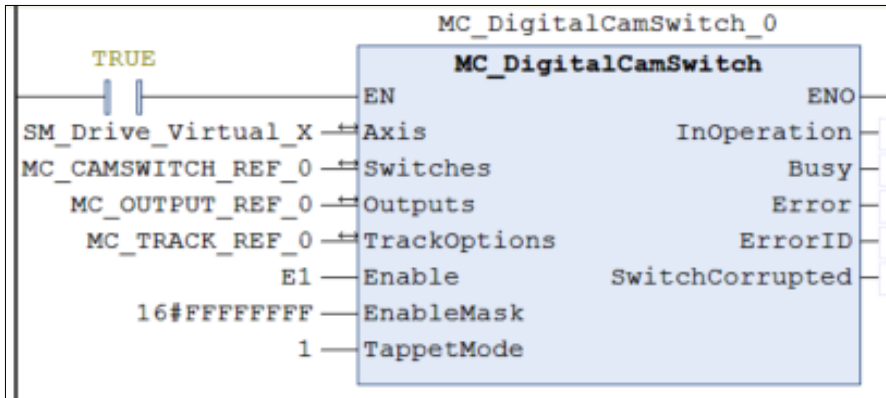 MC_DigitalCamSwitch_0
TRUE
MC_DigitalCamSwitch
EN ENO
SM_Drive_Virtual_X Axis InOperation
MC_CAMSWITCH_REF_0 Switches Busy
MC_OUTPUT_REF_0 Outputs Error
MC_TRACK_REF_0 TrackOptions ErrorID
E1 Enable SwitchCorrupted
16#FFFFFFFF EnableMask
1 TappetMode